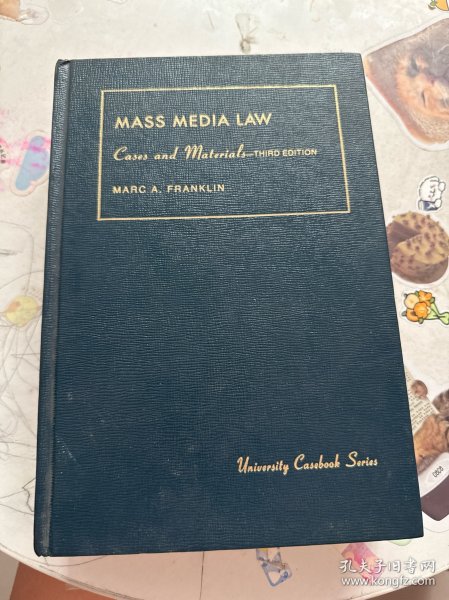 MASS MEDIA LAW
Cases and Materials—THIRD EDITION
MARC A. FRANKLIN
University Casebook Series
孔夫子旧书网
www.kongfz.com